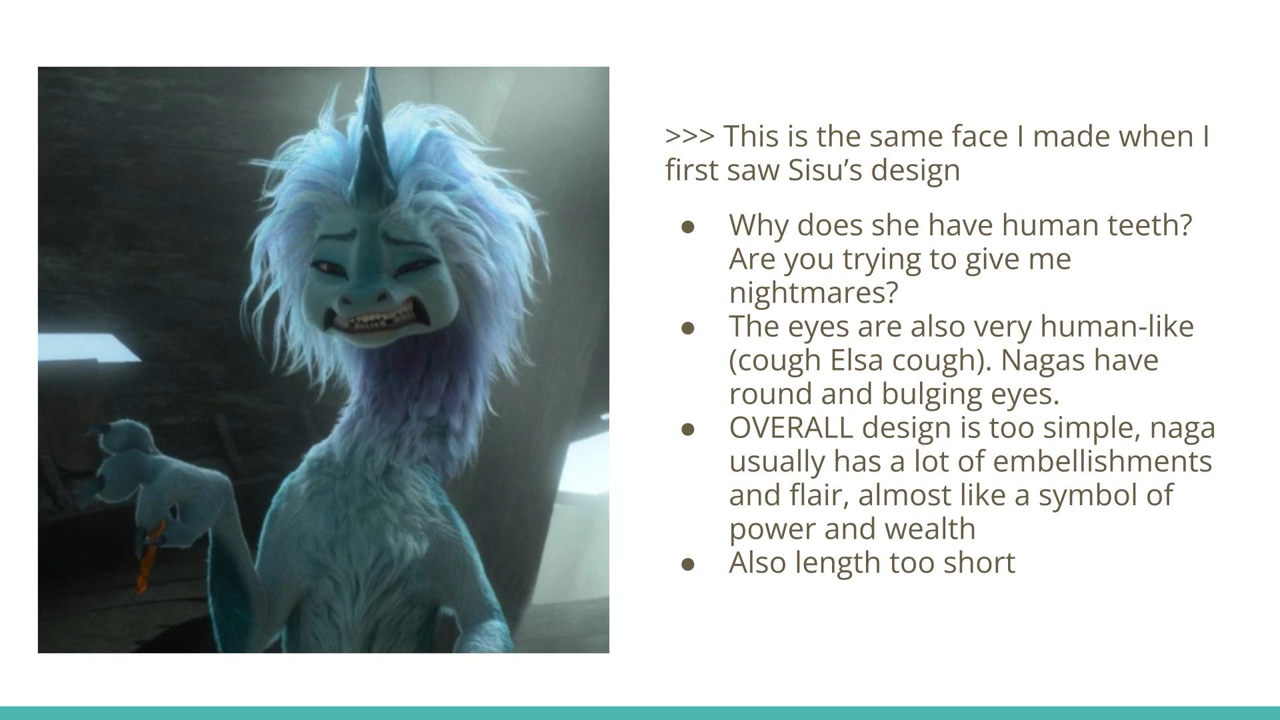 >>> This is the same face I made when I
first saw Sisu’s design
● Why does she have human teeth?
Are you trying to give me
nightmares?
● The eyes are also very human-like
(cough Elsa cough). Nagas have
round and bulging eyes.
● OVERALL design is too simple, naga
usually has a lot of embellishments
and flair, almost like a symbol of
power and wealth
● Also length too short